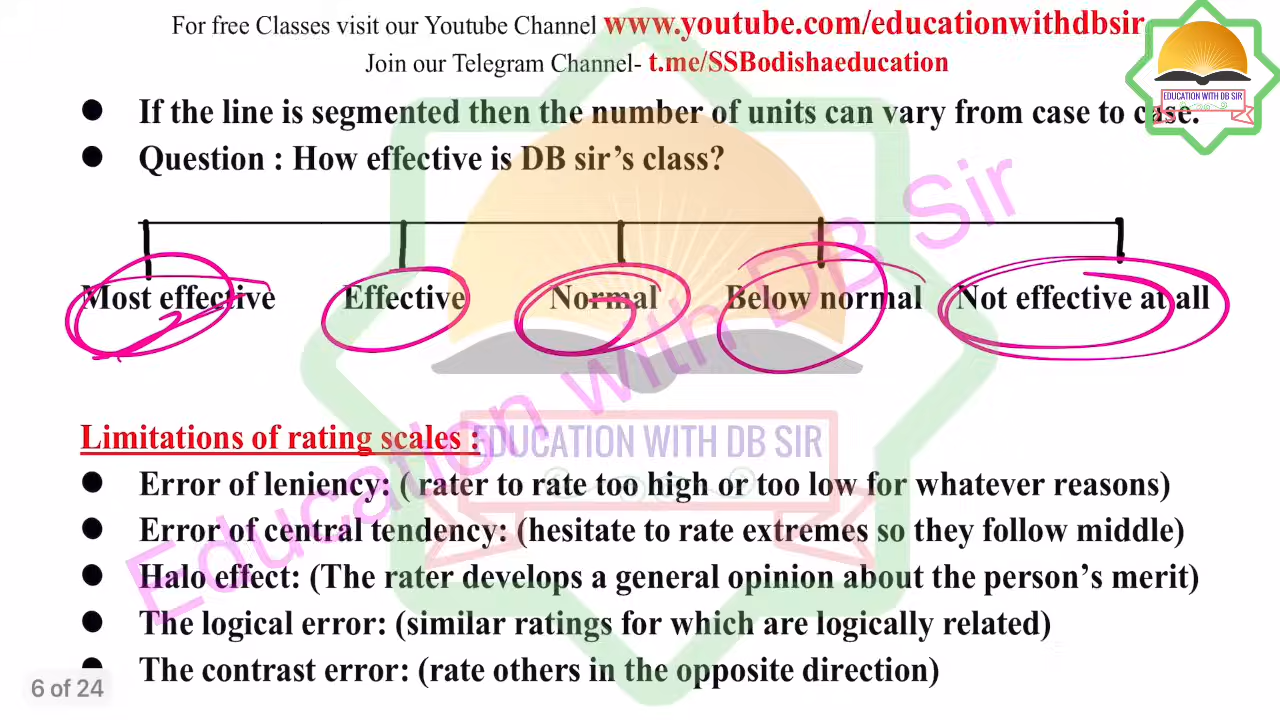 For free Classes visit our Youtube Channel www.youtube.com/educationwithdbsir
Join our Telegram Channel- t.me/SSBodishaeducation
EDUCATION WITH DB SIR
● If the line is segmented then the number of units can vary from case to case.
● Question : How effective is DB sir’s class?
Most effective Effective Normal Below normal Not effective at all
Limitations of rating scales :
EDUCATION WITH DB SIR
● Error of leniency: ( rater to rate too high or too low for whatever reasons)
● Error of central tendency: (hesitate to rate extremes so they follow middle)
● Halo effect: (The rater develops a general opinion about the person’s merit)
● The logical error: (similar ratings for which are logically related)
● The contrast error: (rate others in the opposite direction)
Education with DB Sir
6 of 24